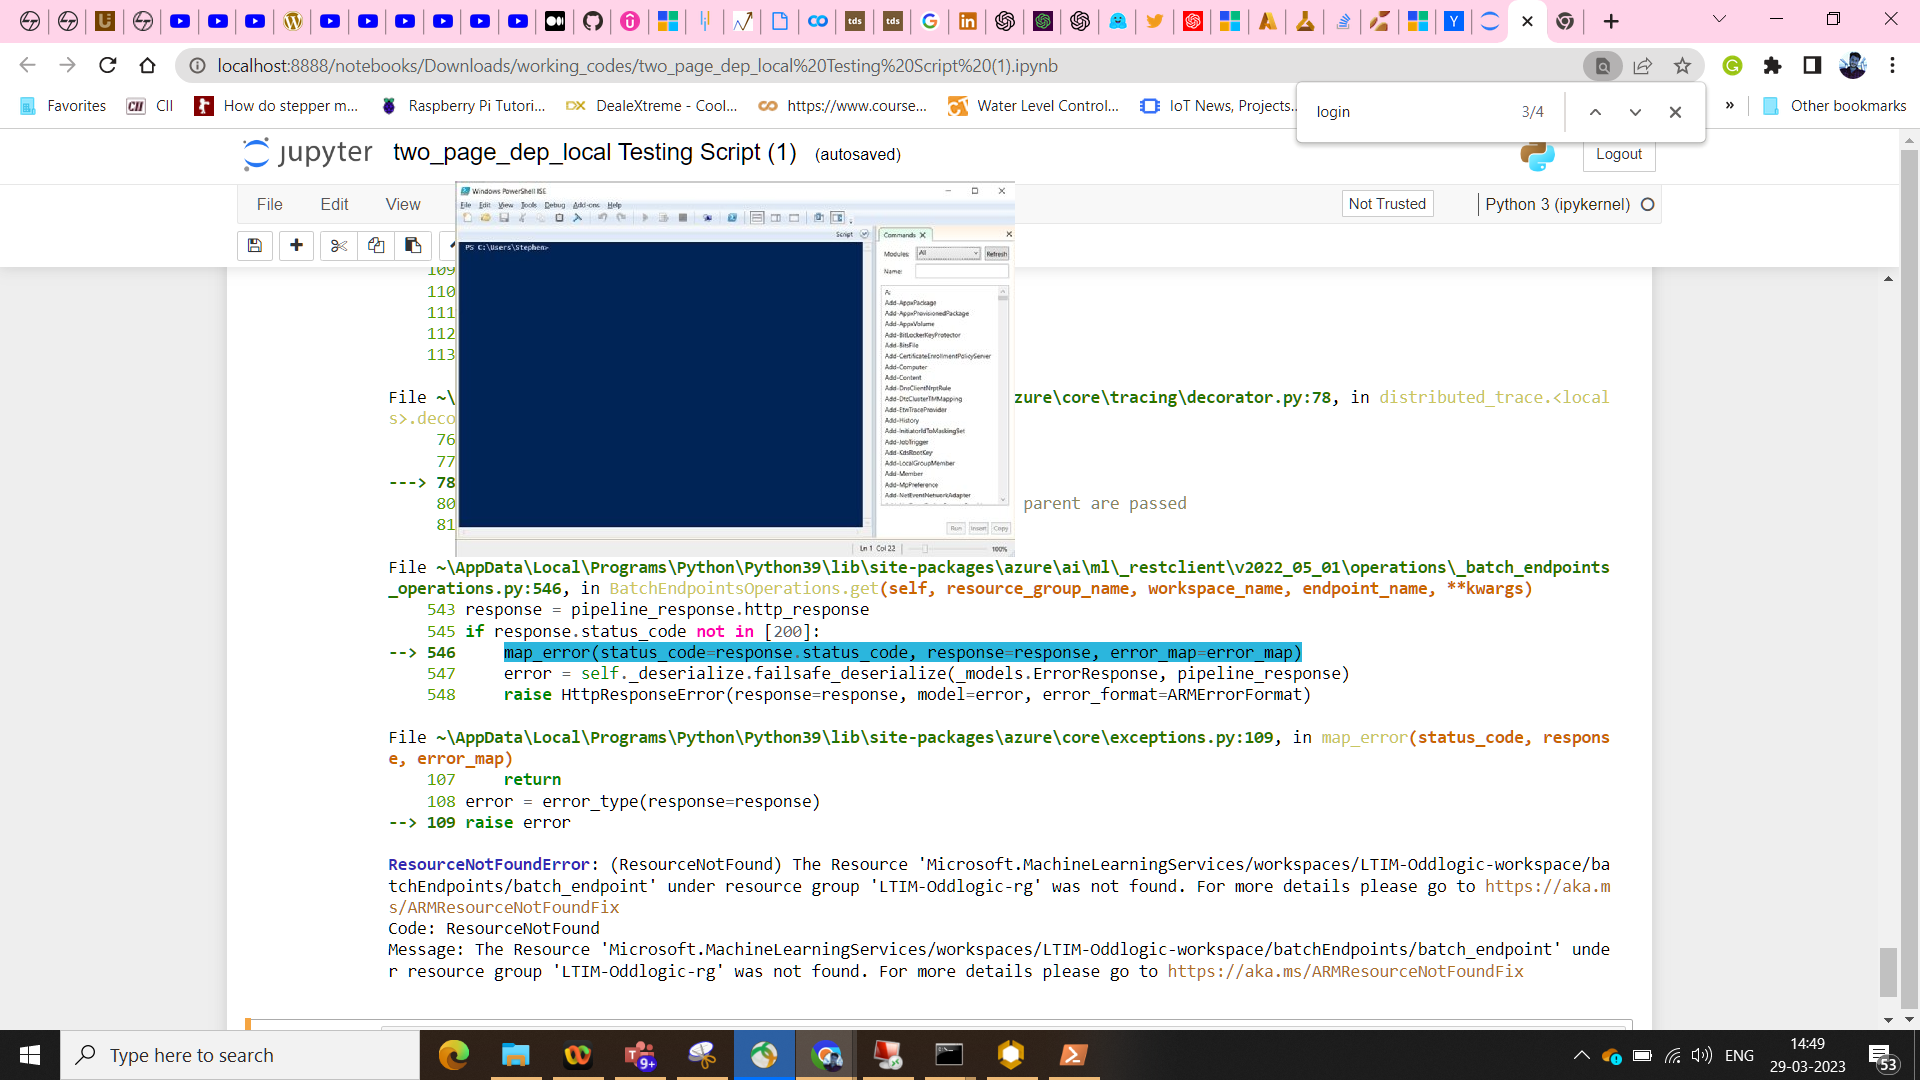 localhost:8888/notebooks/Downloads/working_codes/two_page_dep_local%20Testing%20Script%20(1).ipynb
Favorites CII How do stepper m... Raspberry Pi Tutori... DealeXtreme - Cool... https://www.course... Water Level Control... IoT News, Projects... » Other bookmarks
login 3/4
jupyter two_page_dep_local Testing Script (1) (autosaved) Logout
File Edit View Not Trusted Python 3 (ipykernel)
Windows PowerShell ISE
File Edit View Tools Debug Add-ons Help
Script
PS C:\Users\Stephen>
Commands
Modules: All Refresh
Name:
A:
Add-AppxPackage
Add-AppxProvisionedPackage
Add-AppxVolume
Add-BitLockerKeyProtector
Add-BitsFile
Add-CertificateEnrollmentPolicyServer
Add-Computer
Add-Content
Add-DnsClientNrptRule
Add-DtcClusterTMMapping
Add-EtwTraceProvider
Add-History
Add-InitiatorIdToMaskingSet
Add-JobTrigger
Add-KdsRootKey
Add-LocalGroupMember
Add-Member
Add-MpPreference
Add-NetEventNetworkAdapter
Run Insert Copy
Ln 1 Col 22 100%
109
110
111
112
113
File ~\ zure\core\tracing\decorator.py:78, in distributed_trace.<local
s>.deco
76
77
---> 78
80 parent are passed
81
File ~\AppData\Local\Programs\Python\Python39\lib\site-packages\azure\ai\ml\_restclient\v2022_05_01\operations\_batch_endpoints
_operations.py:546, in BatchEndpointsOperations.get(self, resource_group_name, workspace_name, endpoint_name, **kwargs)
543 response = pipeline_response.http_response
545 if response.status_code not in [200]:
--> 546 map_error(status_code=response.status_code, response=response, error_map=error_map)
547 error = self._deserialize.failsafe_deserialize(_models.ErrorResponse, pipeline_response)
548 raise HttpResponseError(response=response, model=error, error_format=ARMErrorFormat)
File ~\AppData\Local\Programs\Python\Python39\lib\site-packages\azure\core\exceptions.py:109, in map_error(status_code, respons
e, error_map)
107 return
108 error = error_type(response=response)
--> 109 raise error
ResourceNotFoundError: (ResourceNotFound) The Resource 'Microsoft.MachineLearningServices/workspaces/LTIM-Oddlogic-workspace/ba
tchEndpoints/batch_endpoint' under resource group 'LTIM-Oddlogic-rg' was not found. For more details please go to https://aka.m
s/ARMResourceNotFoundFix
Code: ResourceNotFound
Message: The Resource 'Microsoft.MachineLearningServices/workspaces/LTIM-Oddlogic-workspace/batchEndpoints/batch_endpoint' unde
r resource group 'LTIM-Oddlogic-rg' was not found. For more details please go to https://aka.ms/ARMResourceNotFoundFix
Type here to search
ENG
14:49
29-03-2023
53